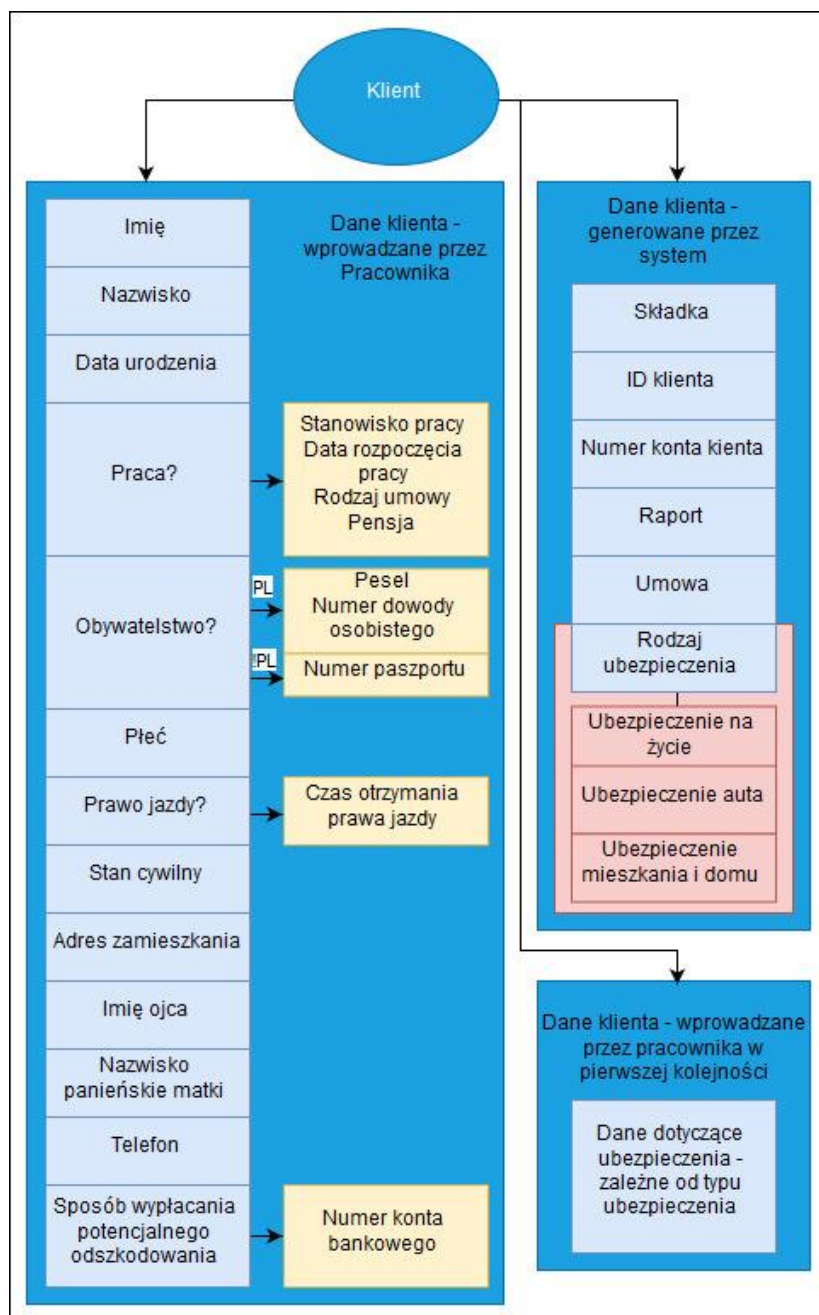 Klient
Dane klienta -
wprowadzane przez
Pracownika
Imię
Nazwisko
Data urodzenia
Praca?
Stanowisko pracy
Data rozpoczęcia
pracy
Rodzaj umowy
Pensja
Obywatelstwo?
PL
Pesel
Numer dowody
osobistego
!PL
Numer paszportu
Płeć
Prawo jazdy?
Czas otrzymania
prawa jazdy
Stan cywilny
Adres zamieszkania
Imię ojca
Nazwisko
panieńskie matki
Telefon
Sposób wypłacania
potencjalnego
odszkodowania
Numer konta
bankowego
Dane klienta -
generowane przez
system
Składka
ID klienta
Numer konta kienta
Raport
Umowa
Rodzaj
ubezpieczenia
Ubezpieczenie na
życie
Ubezpieczenie auta
Ubezpieczenie
mieszkania i domu
Dane klienta - wprowadzane
przez pracownika w
pierwszej kolejności
Dane dotyczące
ubezpieczenia -
zależne od typu
ubezpieczenia